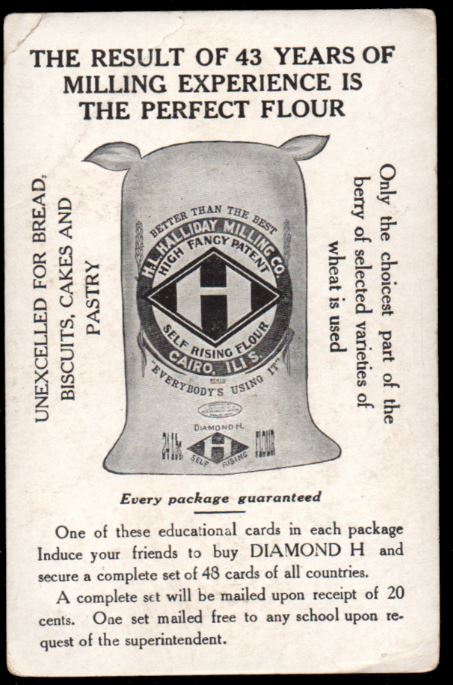 THE RESULT OF 43 YEARS OF
MILLING EXPERIENCE IS
THE PERFECT FLOUR
UNEXCELLED FOR BREAD,
BISCUITS, CAKES AND
PASTRY
BETTER THAN THE BEST
H.L. HALLIDAY MILLING CO.
HIGH FANCY PATENT
H
SELF RISING FLOUR
CAIRO, ILL'S.
"EVERYBODY'S USING IT"
DIAMOND H.
24 LBS.
H
FLOUR
SELF RISING
Only the choicest part of the
berry of selected varieties of
wheat is used
Every package guaranteed
One of these educational cards in each package
Induce your friends to buy DIAMOND H and
secure a complete set of 48 cards of all countries.
A complete set will be mailed upon receipt of 20
cents. One set mailed free to any school upon re-
quest of the superintendent.